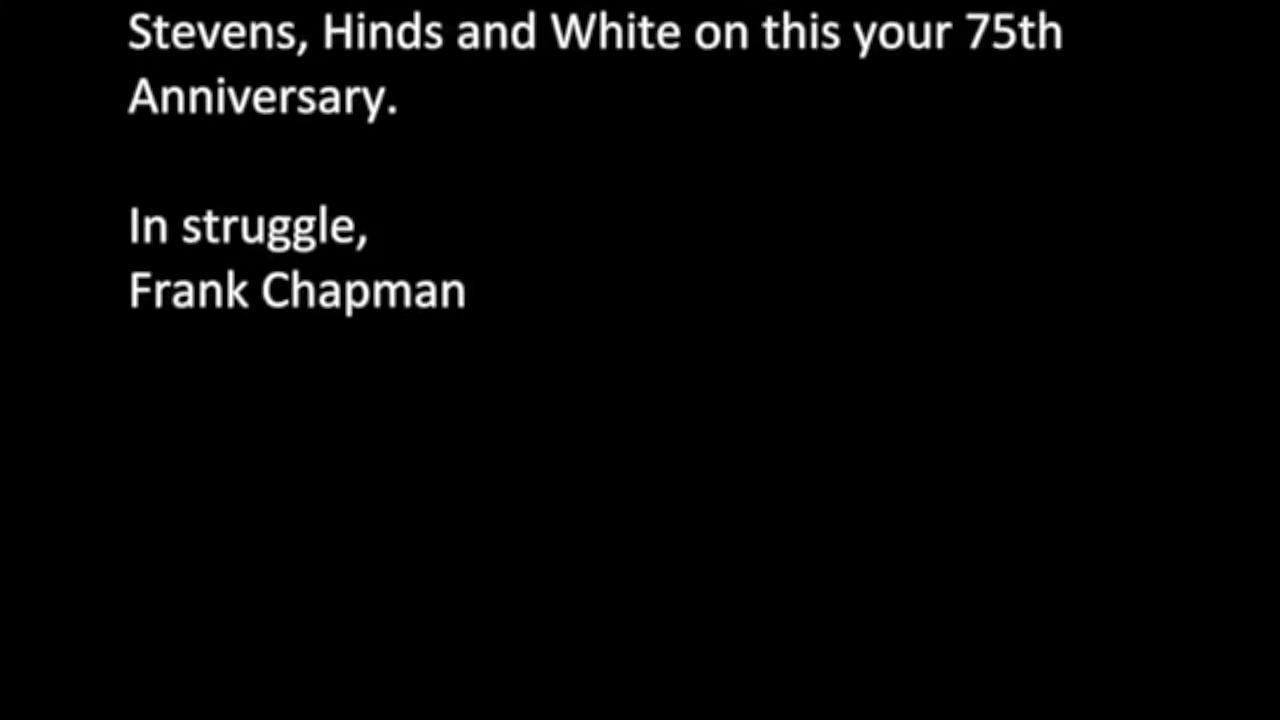 Stevens, Hinds and White on this your 75th
Anniversary.
In struggle,
Frank Chapman